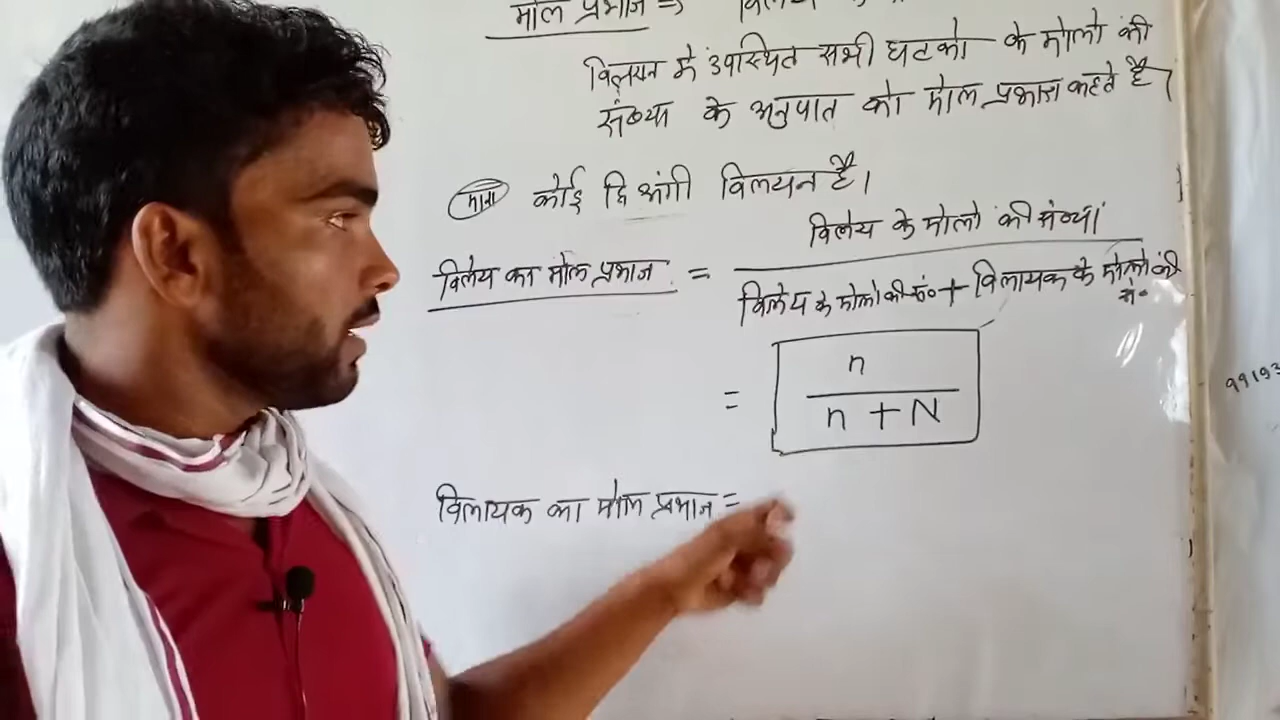 मोल प्रभाज ⇒ विलेय
विलयन मे उपस्थित सभी घटको के मोलो की
संख्या के अनुपात को मोल प्रभाज कहते है।
माना कोई द्वि अंगी विलयन है।
विलेय के मोलो की संख्या
विलेय का मोल प्रभाज =
विलेय के मोलो की सं० + विलायक के मोलो की
सं०
n
=
n + N
विलायक का मोल प्रभाज =